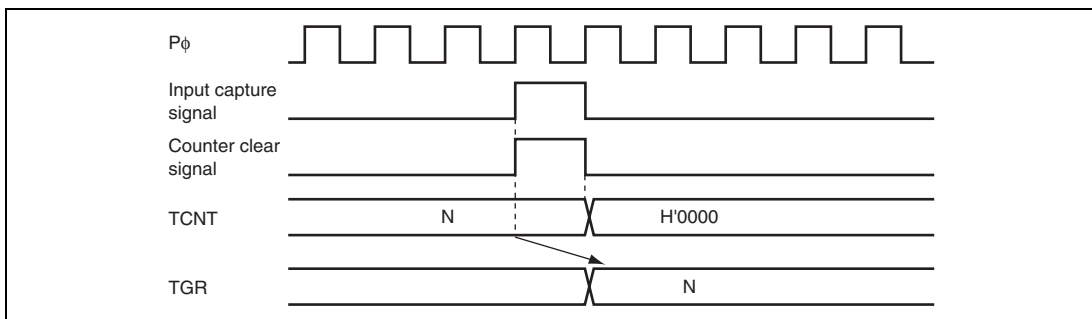 Pϕ
Input capture
signal
Counter clear
signal
TCNT
N
H'0000
TGR
N